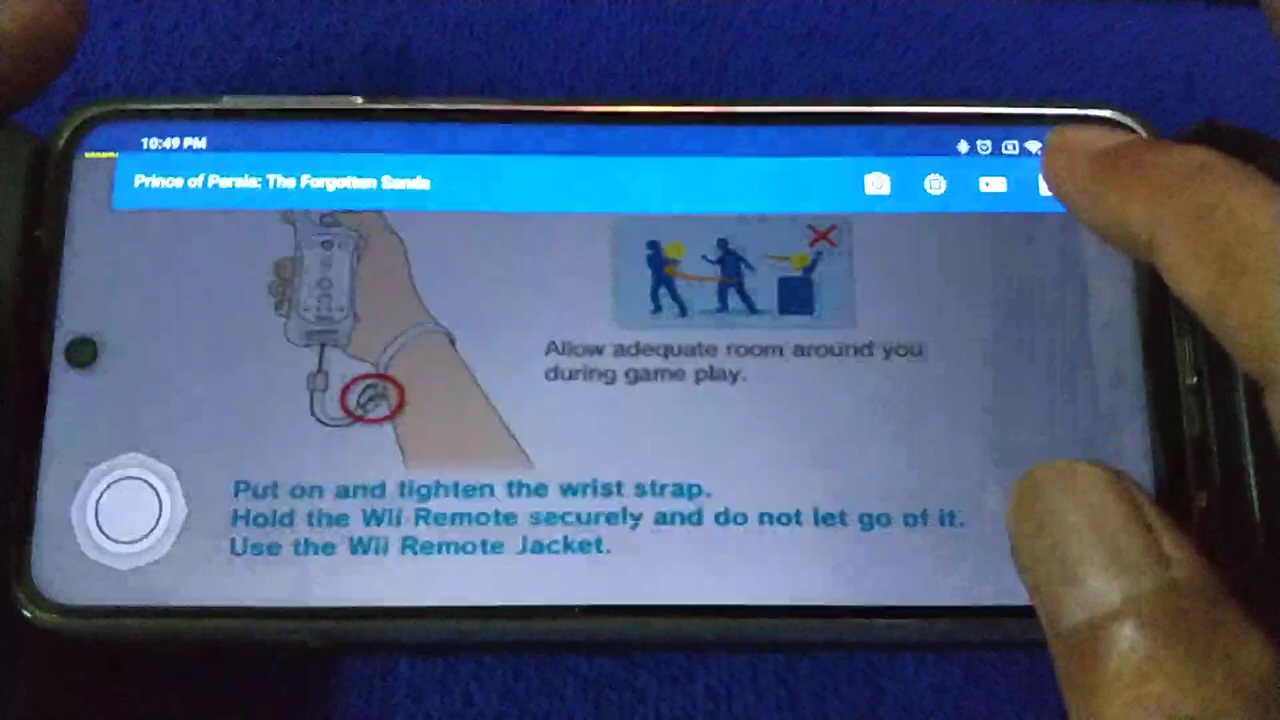 10:49 PM
Prince of Persia: The Forgotten Sands
Allow adequate room around you
during game play.
Put on and tighten the wrist strap.
Hold the Wii Remote securely and do not let go of it.
Use the Wii Remote Jacket.